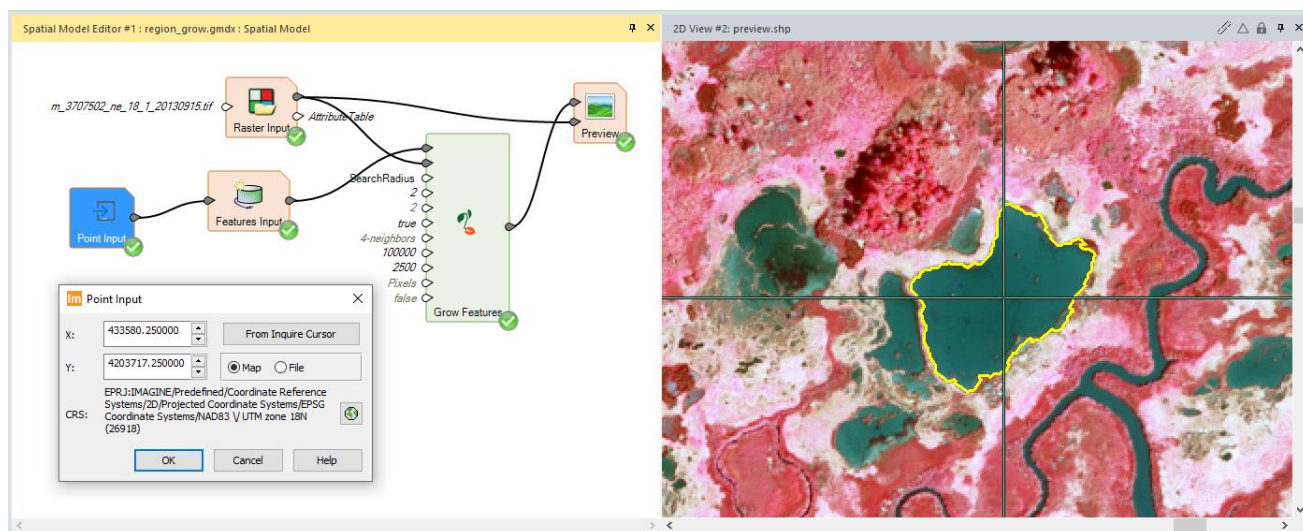 Spatial Model Editor #1 : region_grow.gmdx : Spatial Model
2D View #2: preview.shp
m_3707502_ne_18_1_20130915.tif
AttributeTable
Raster Input
Preview
SearchRadius
2
2
true
4-neighbors
100000
2500
Pixels
false
Grow Features
Features Input
Point Input
Im Point Input
X:
433580.250000
From Inquire Cursor
Y:
4203717.250000
Map
File
CRS:
EPRJ:IMAGINE/Predefined/Coordinate Reference
Systems/2D/Projected Coordinate Systems/EPSG
Coordinate Systems/NAD83 \/ UTM zone 18N
(26918)
OK
Cancel
Help